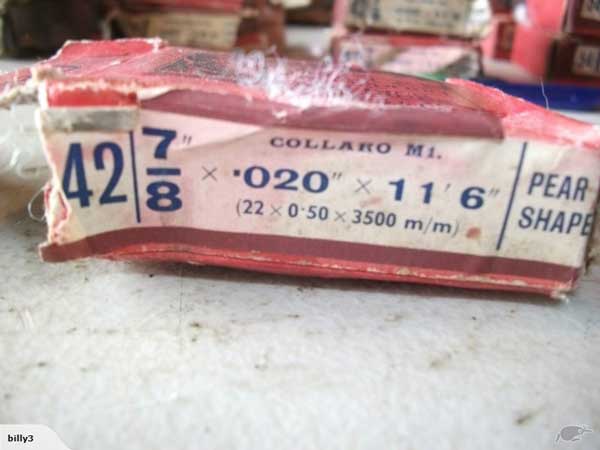 COLLARO M1.
42 7/8" × ·020" × 11' 6"
(22 × 0·50 × 3500 m/m)
PEAR
SHAPE
billy3